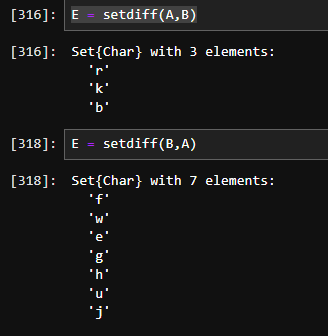 [316]: E = setdiff(A,B)
[316]: Set{Char} with 3 elements:
'r'
'k'
'b'
[318]: E = setdiff(B,A)
[318]: Set{Char} with 7 elements:
'f'
'w'
'e'
'g'
'h'
'u'
'j'